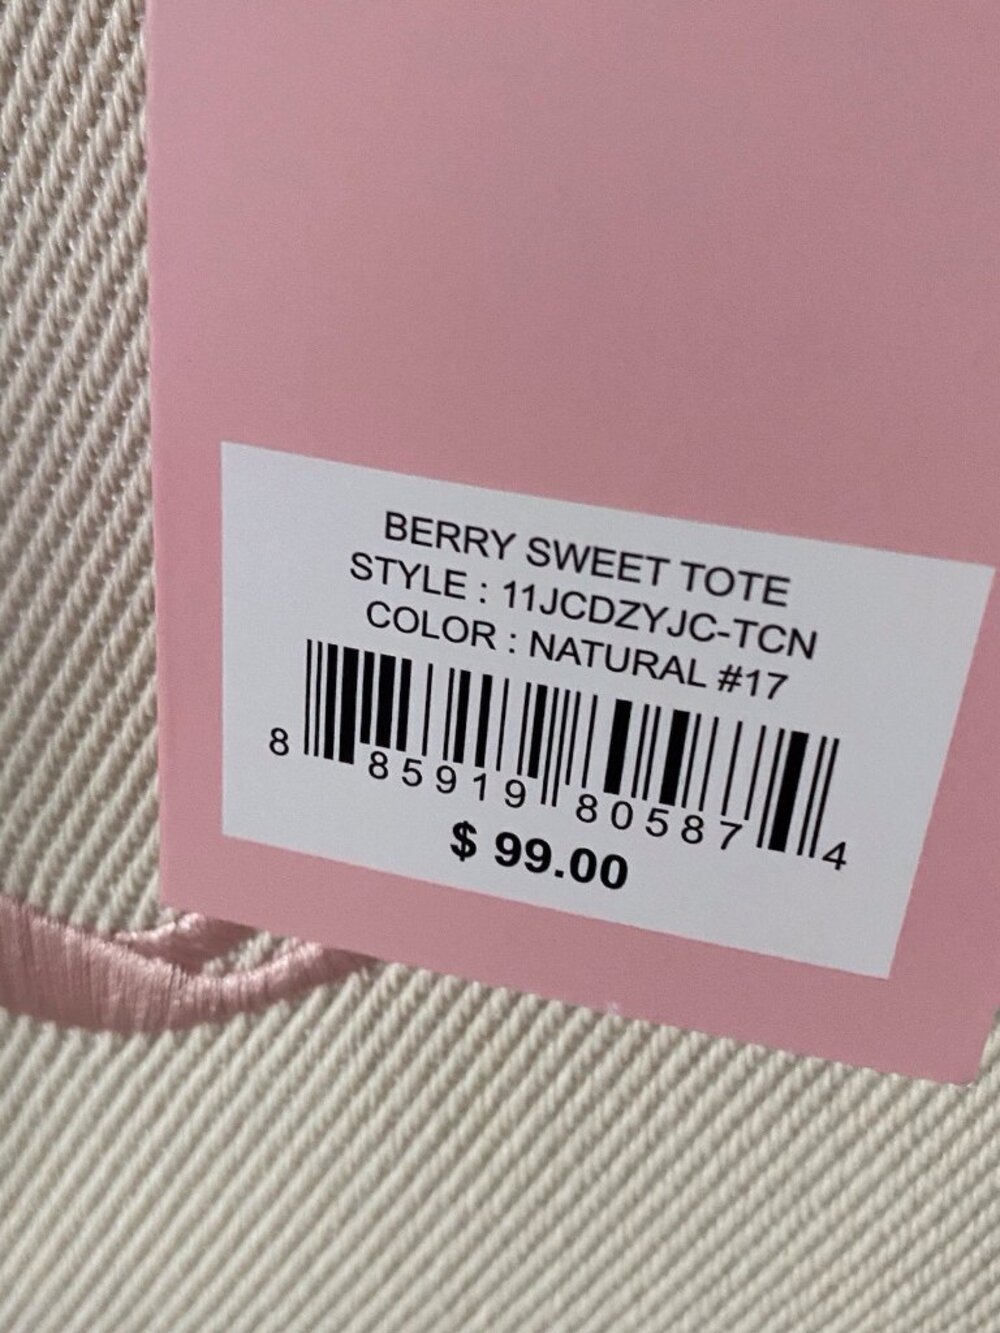 BERRY SWEET TOTE
STYLE : 11JCDZYJC-TCN
COLOR : NATURAL #17
8 85919 80587 4
$ 99.00